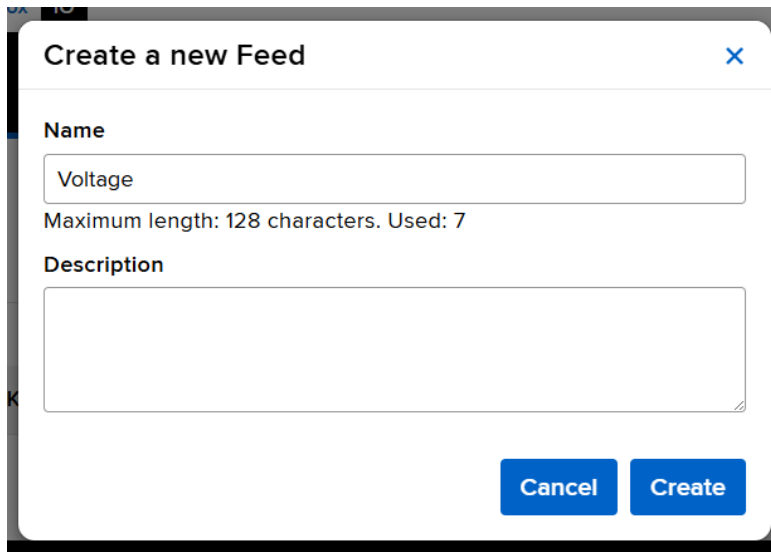 Create a new Feed
Name
Voltage
Maximum length: 128 characters. Used: 7
Description
K
Cancel Create